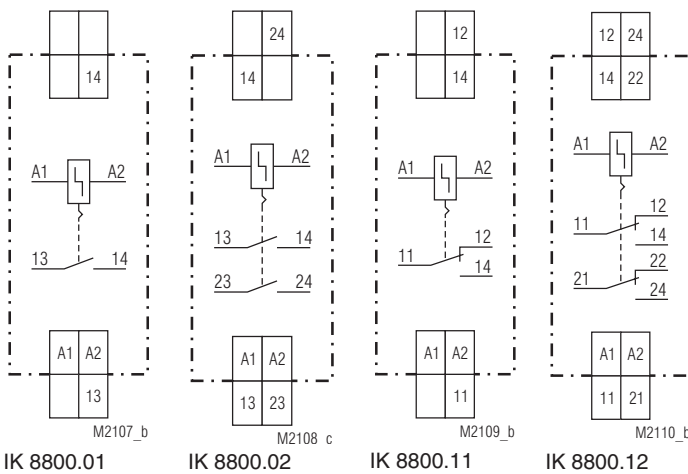 14
A1 A2
13 14
A1 A2
13
M2107_b
IK 8800.01
24
14
A1 A2
13 14
23 24
A1 A2
13 23
M2108 c
IK 8800.02
12
14
A1 A2
11 12
14
A1 A2
11
M2109_b
IK 8800.11
12 24
14 22
A1 A2
11 12
14
21 22
24
A1 A2
11 21
M2110_b
IK 8800.12